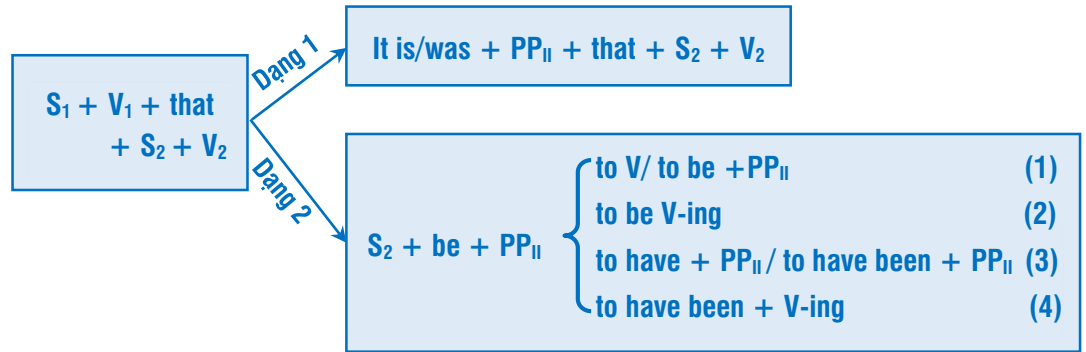 Dạng 1
It is/was + PPII + that + S2 + V2
S1 + V1 + that
+ S2 + V2
Dạng 2
S2 + be + PPII
to V/ to be +PPII (1)
to be V-ing (2)
to have + PPII / to have been + PPII (3)
to have been + V-ing (4)